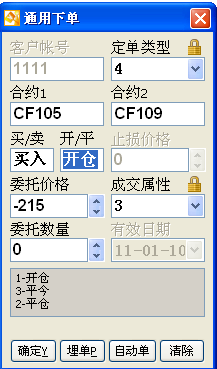 通用下单
客户帐号 定单类型
1111 4
合约1 合约2
CF105 CF109
买/卖 开/平 止损价格
买入 开仓 0
委托价格 成交属性
-215 3
委托数量 有效日期
0 11-01-10
1-开仓
3-平今
2-平仓
确定Y 埋单P 自动单 清除